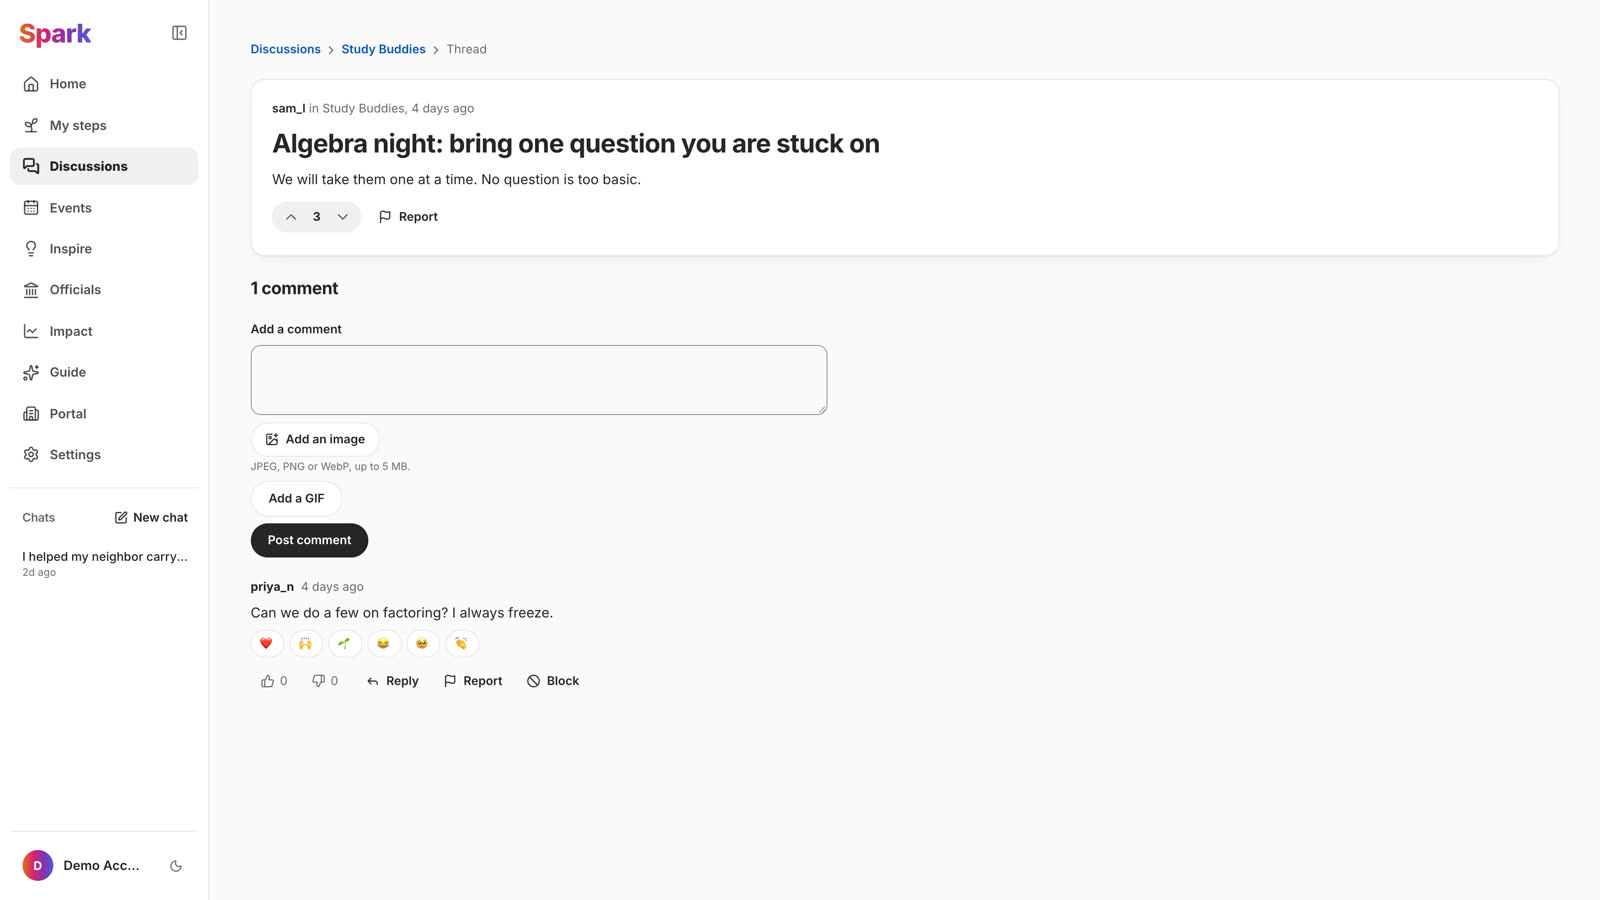 Spark
Home
My steps
Discussions
Events
Inspire
Officials
Impact
Guide
Portal
Settings
Chats
New chat
I helped my neighbor carry...
2d ago
D
Demo Acc...
Discussions > Study Buddies > Thread
sam_l in Study Buddies, 4 days ago
Algebra night: bring one question you are stuck on
We will take them one at a time. No question is too basic.
3
Report
1 comment
Add a comment
Add an image
JPEG, PNG or WebP, up to 5 MB.
Add a GIF
Post comment
priya_n 4 days ago
Can we do a few on factoring? I always freeze.
0 0 Reply Report Block